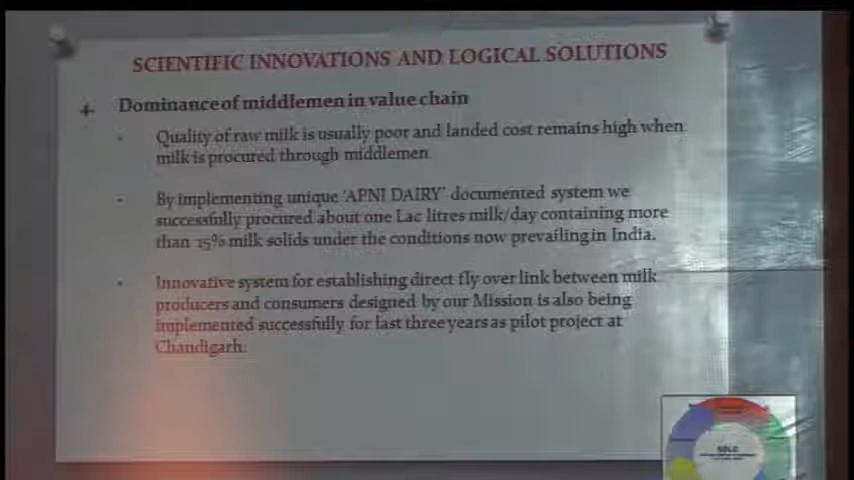 SCIENTIFIC INNOVATIONS AND LOGICAL SOLUTIONS
4. Dominance of middlemen in value chain
• Quality of raw milk is usually poor and landed cost remains high when
milk is procured through middlemen
• By implementing unique 'APNI DAIRY' documented system we
successfully procured about one Lac litres milk/day containing more
than 15% milk solids under the conditions now prevailing in India.
• Innovative system for establishing direct fly over link between milk
producers and consumers designed by our Mission is also being
implemented successfully for last three years as pilot project at
Chandigarh.